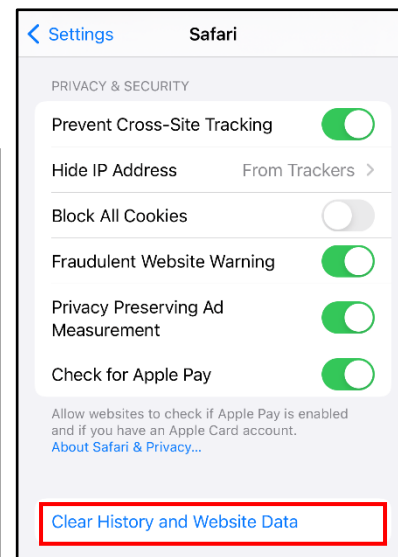 Settings Safari
PRIVACY & SECURITY
Prevent Cross-Site Tracking
Hide IP Address From Trackers
Block All Cookies
Fraudulent Website Warning
Privacy Preserving Ad
Measurement
Check for Apple Pay
Allow websites to check if Apple Pay is enabled
and if you have an Apple Card account.
About Safari & Privacy...
Clear History and Website Data